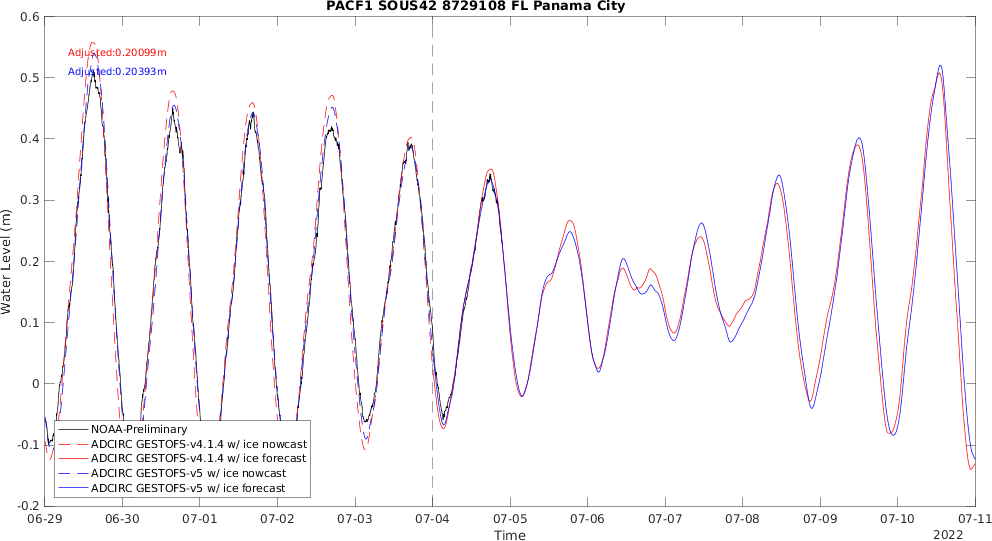 PACF1 SOUS42 8729108 FL Panama City
0.6
0.5
0.4
0.3
0.2
0.1
0
-0.1
-0.2
Water Level (m)
Adjusted:0.20099m
Adjusted:0.20393m
NOAA-Preliminary
ADCIRC GESTOFS-v4.1.4 w/ ice nowcast
ADCIRC GESTOFS-v4.1.4 w/ ice forecast
ADCIRC GESTOFS-v5 w/ ice nowcast
ADCIRC GESTOFS-v5 w/ ice forecast
06-29 06-30 07-01 07-02 07-03 07-04 07-05 07-06 07-07 07-08 07-09 07-10 07-11
Time
2022